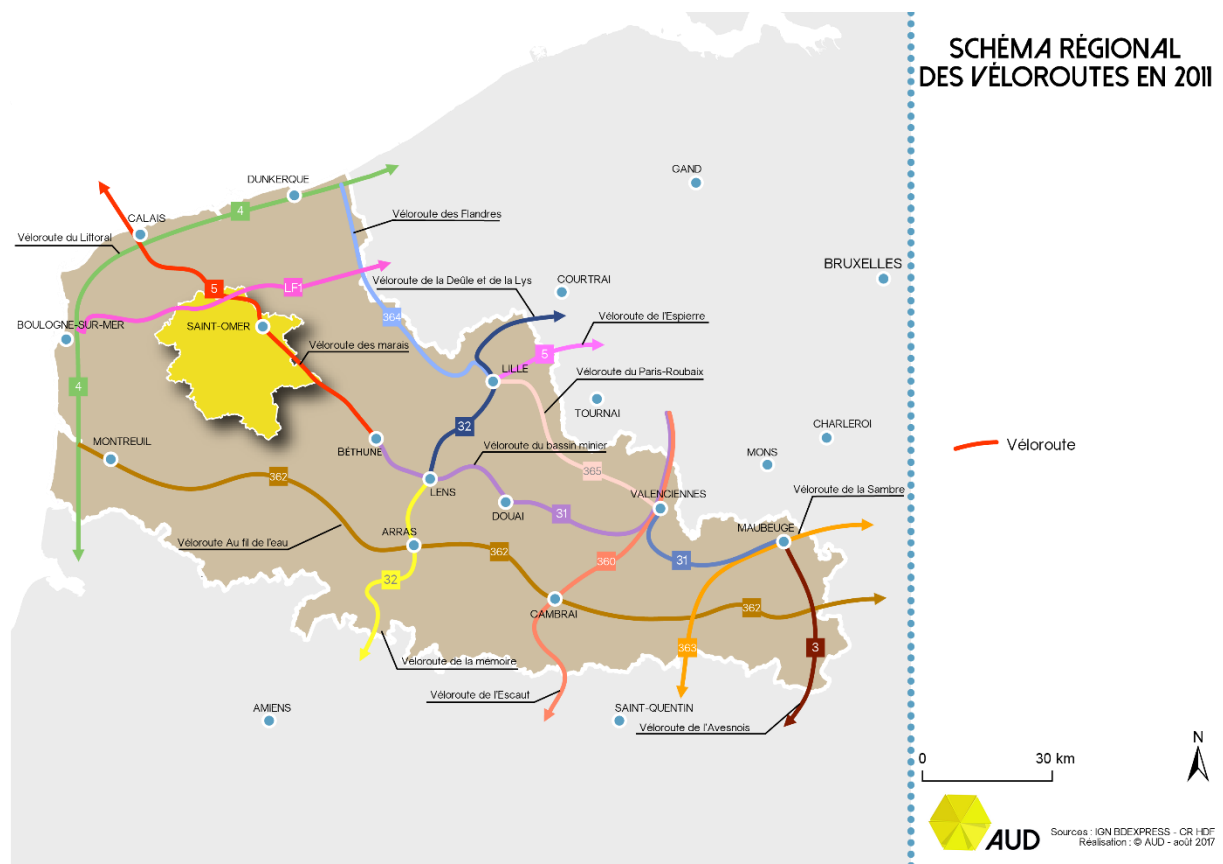 SCHÉMA RÉGIONAL
DES VÉLOROUTES EN 2011
GAND
DUNKERQUE
4
Véloroute des Flandres
CALAIS
Véloroute du Littoral
BRUXELLES
Véloroute de la Deûle et de la Lys
COURTRAI
5
LF1
364
Véloroute de l'Espierre
BOULOGNE-SUR-MER
SAINT-OMER
Véloroute des marais
5
LILLE
Véloroute du Paris-Roubaix
4
TOURNAI
32
CHARLEROI
Véloroute
MONTREUIL
BÉTHUNE
Véloroute du bassin minier
MONS
362
LENS
365
Véloroute de la Sambre
DOUAI
VALENCIENNES
31
MAUBEUGE
Véloroute Au fil de l'eau
ARRAS
362
360
31
32
CAMBRAI
362
363
3
Véloroute de la mémoire
Véloroute de l'Escaut
AMIENS
SAINT-QUENTIN
Véloroute de l'Avesnois
N
0 30 km
AUD
Sources : IGN BDEXPRESS - CR HDF
Réalisation : © AUD - août 2017